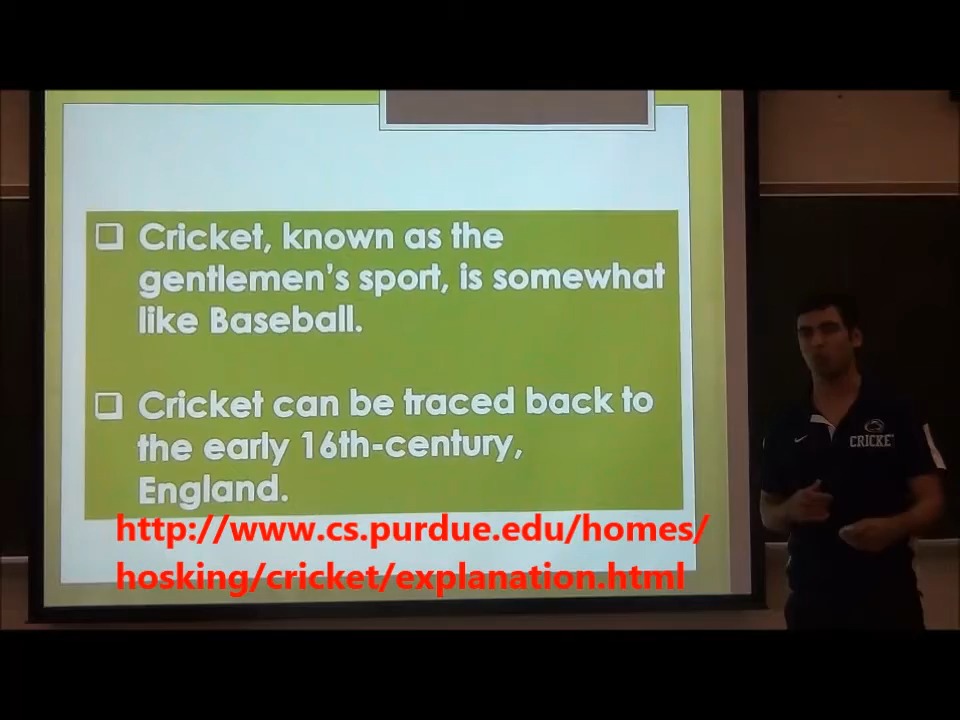 Cricket, known as the
gentlemen's sport, is somewhat
like Baseball.
Cricket can be traced back to
the early 16th-century,
England.
http://www.cs.purdue.edu/homes/
hosking/cricket/explanation.html
CRICKET